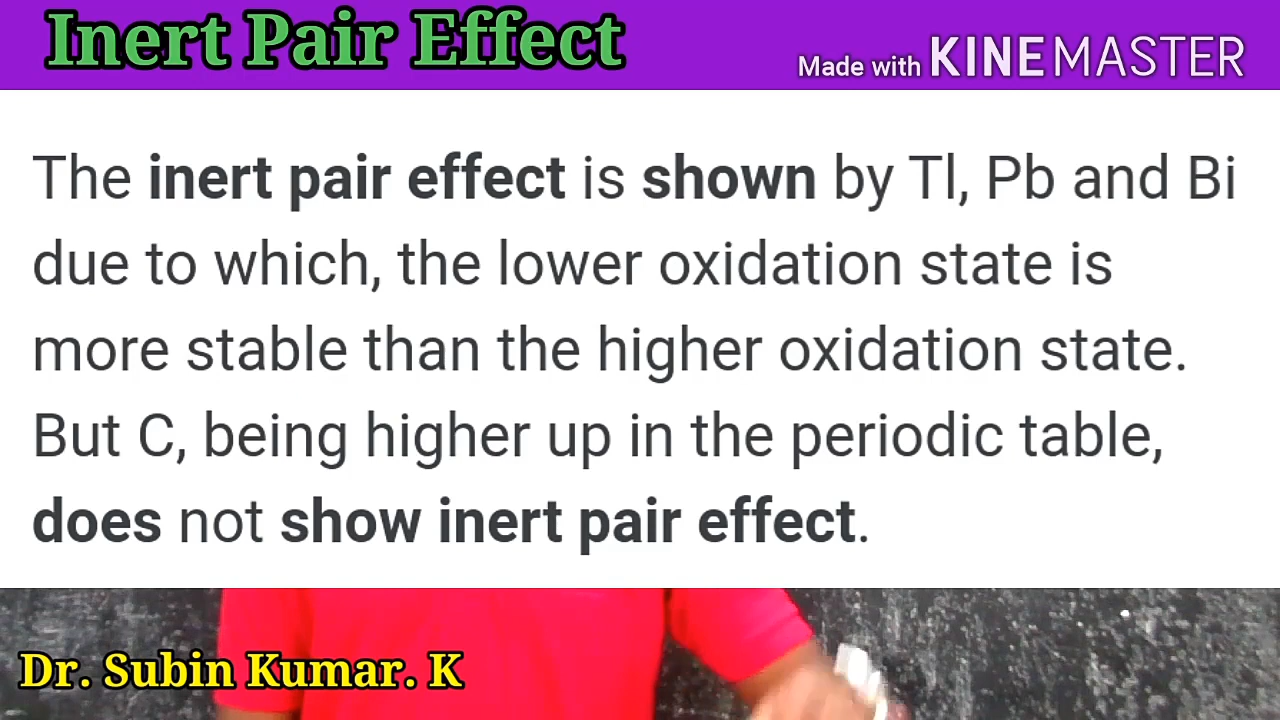 Inert Pair Effect
Made with KINEMASTER
The inert pair effect is shown by Tl, Pb and Bi
due to which, the lower oxidation state is
more stable than the higher oxidation state.
But C, being higher up in the periodic table,
does not show inert pair effect.
Dr. Subin Kumar. K